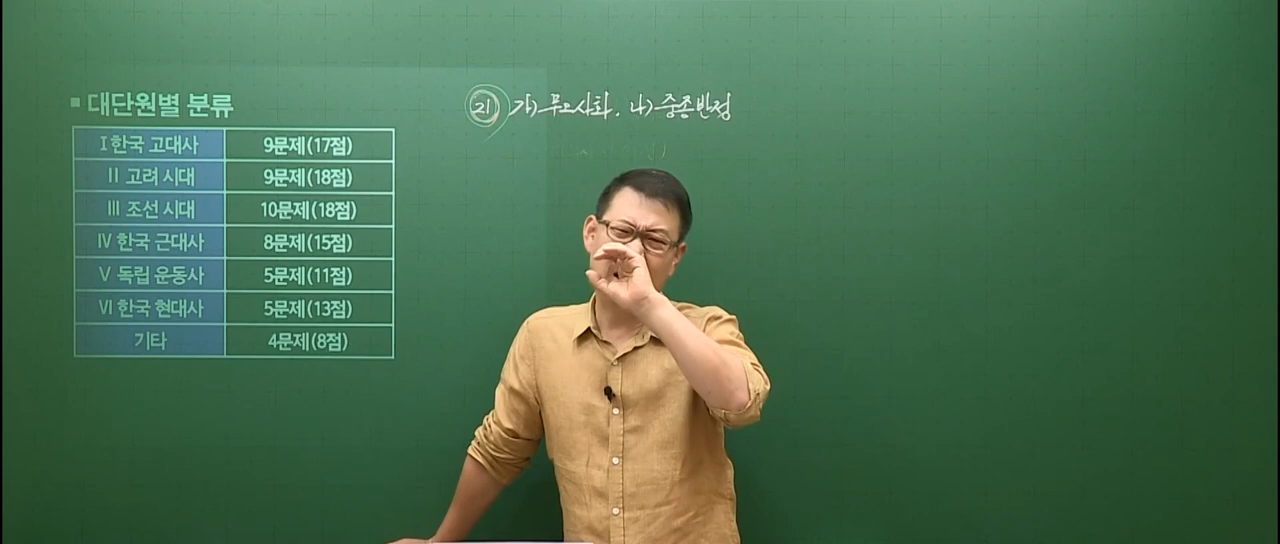 ▪ 대단원별 분류
Ⅰ 한국 고대사 9문제(17점)
Ⅱ 고려 시대 9문제(18점)
Ⅲ 조선 시대 10문제(18점)
Ⅳ 한국 근대사 8문제(15점)
Ⅴ 독립 운동사 5문제(11점)
Ⅵ 한국 현대사 5문제(13점)
기타 4문제(8점)
21 가) 무오사화. 나) 중종반정